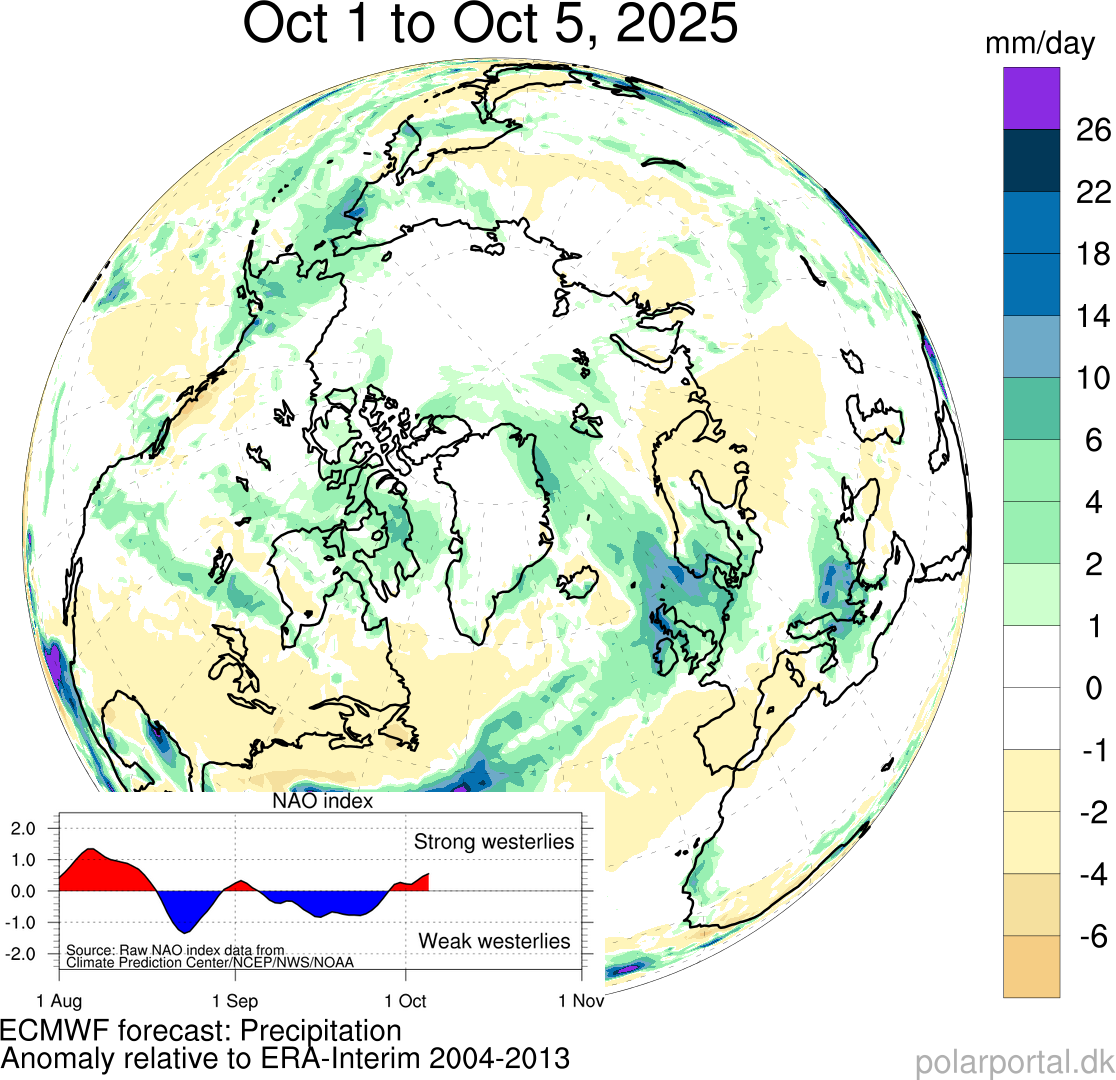 Oct 1 to Oct 5, 2025
mm/day
26
22
18
14
10
6
4
2
1
0
-1
-2
-4
-6
NAO index
2.0
1.0
0.0
-1.0
-2.0
Strong westerlies
Weak westerlies
Source: Raw NAO index data from
Climate Prediction Center/NCEP/NWS/NOAA
1 Aug
1 Sep
1 Oct
1 Nov
ECMWF forecast: Precipitation
Anomaly relative to ERA-Interim 2004-2013
polarportal.dk